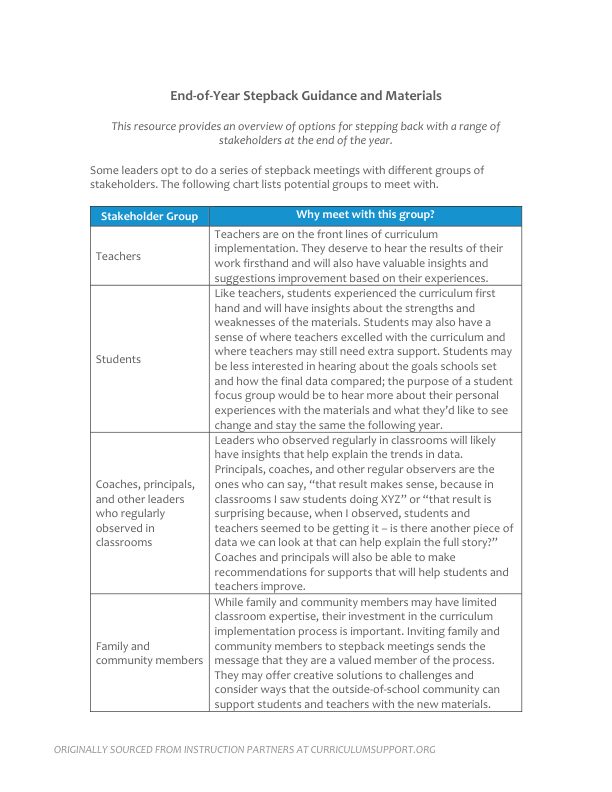 End-of-Year Stepback Guidance and Materials
This resource provides an overview of options for stepping back with a range of
stakeholders at the end of the year.
Some leaders opt to do a series of stepback meetings with different groups of
stakeholders. The following chart lists potential groups to meet with.
Stakeholder Group
Why meet with this group?
Teachers
Teachers are on the front lines of curriculum
implementation. They deserve to hear the results of their
work firsthand and will also have valuable insights and
suggestions improvement based on their experiences.
Students
Like teachers, students experienced the curriculum first
hand and will have insights about the strengths and
weaknesses of the materials. Students may also have a
sense of where teachers excelled with the curriculum and
where teachers may still need extra support. Students may
be less interested in hearing about the goals schools set
and how the final data compared; the purpose of a student
focus group would be to hear more about their personal
experiences with the materials and what they’d like to see
change and stay the same the following year.
Coaches, principals,
and other leaders
who regularly
observed in
classrooms
Leaders who observed regularly in classrooms will likely
have insights that help explain the trends in data.
Principals, coaches, and other regular observers are the
ones who can say, “that result makes sense, because in
classrooms I saw students doing XYZ” or “that result is
surprising because, when I observed, students and
teachers seemed to be getting it – is there another piece of
data we can look at that can help explain the full story?”
Coaches and principals will also be able to make
recommendations for supports that will help students and
teachers improve.
Family and
community members
While family and community members may have limited
classroom expertise, their investment in the curriculum
implementation process is important. Inviting family and
community members to stepback meetings sends the
message that they are a valued member of the process.
They may offer creative solutions to challenges and
consider ways that the outside-of-school community can
support students and teachers with the new materials.
ORIGINALLY SOURCED FROM INSTRUCTION PARTNERS AT CURRICULUMSUPPORT.ORG